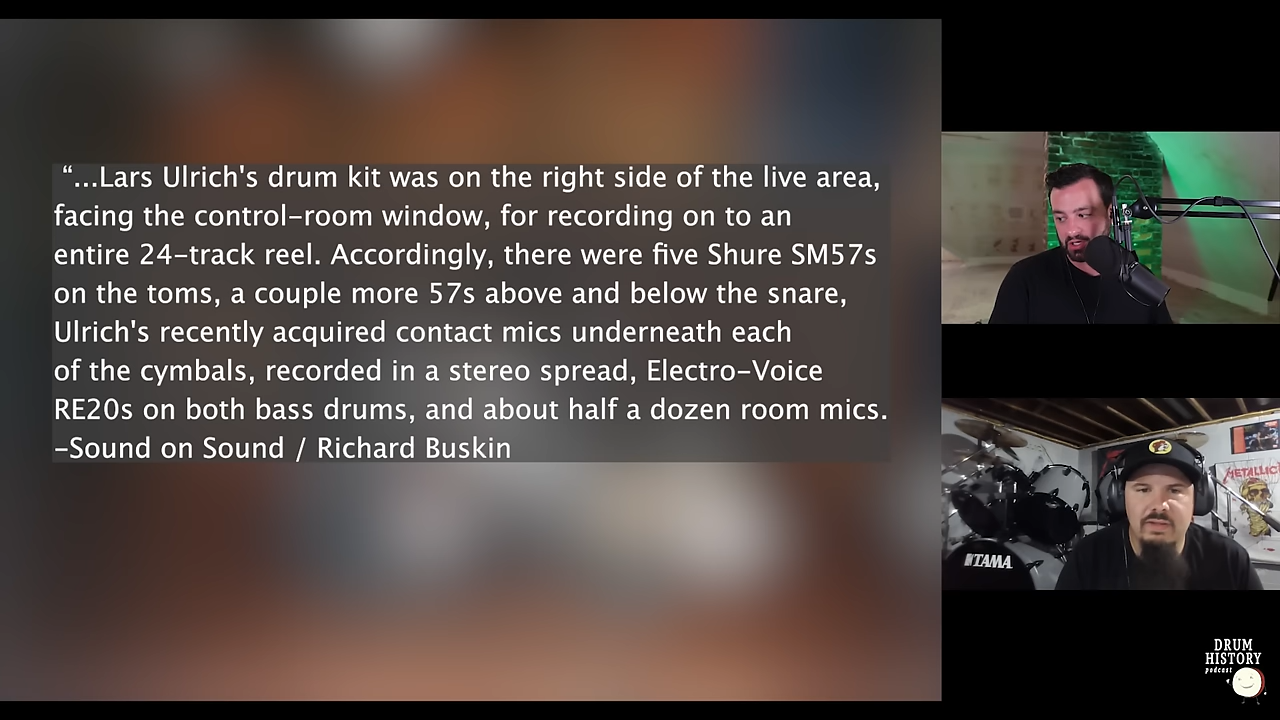 “...Lars Ulrich's drum kit was on the right side of the live area,
facing the control-room window, for recording on to an
entire 24-track reel. Accordingly, there were five Shure SM57s
on the toms, a couple more 57s above and below the snare,
Ulrich's recently acquired contact mics underneath each
of the cymbals, recorded in a stereo spread, Electro-Voice
RE20s on both bass drums, and about half a dozen room mics.
-Sound on Sound / Richard Buskin
METALLIC
TAMA
DRUM
HISTORY
podcast